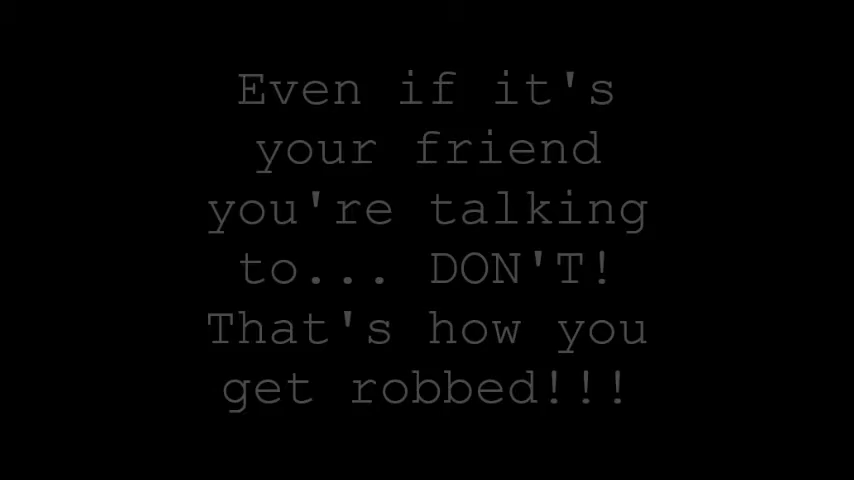 Even if it's
your friend
you're talking
to... DON'T!
That's how you
get robbed!!!